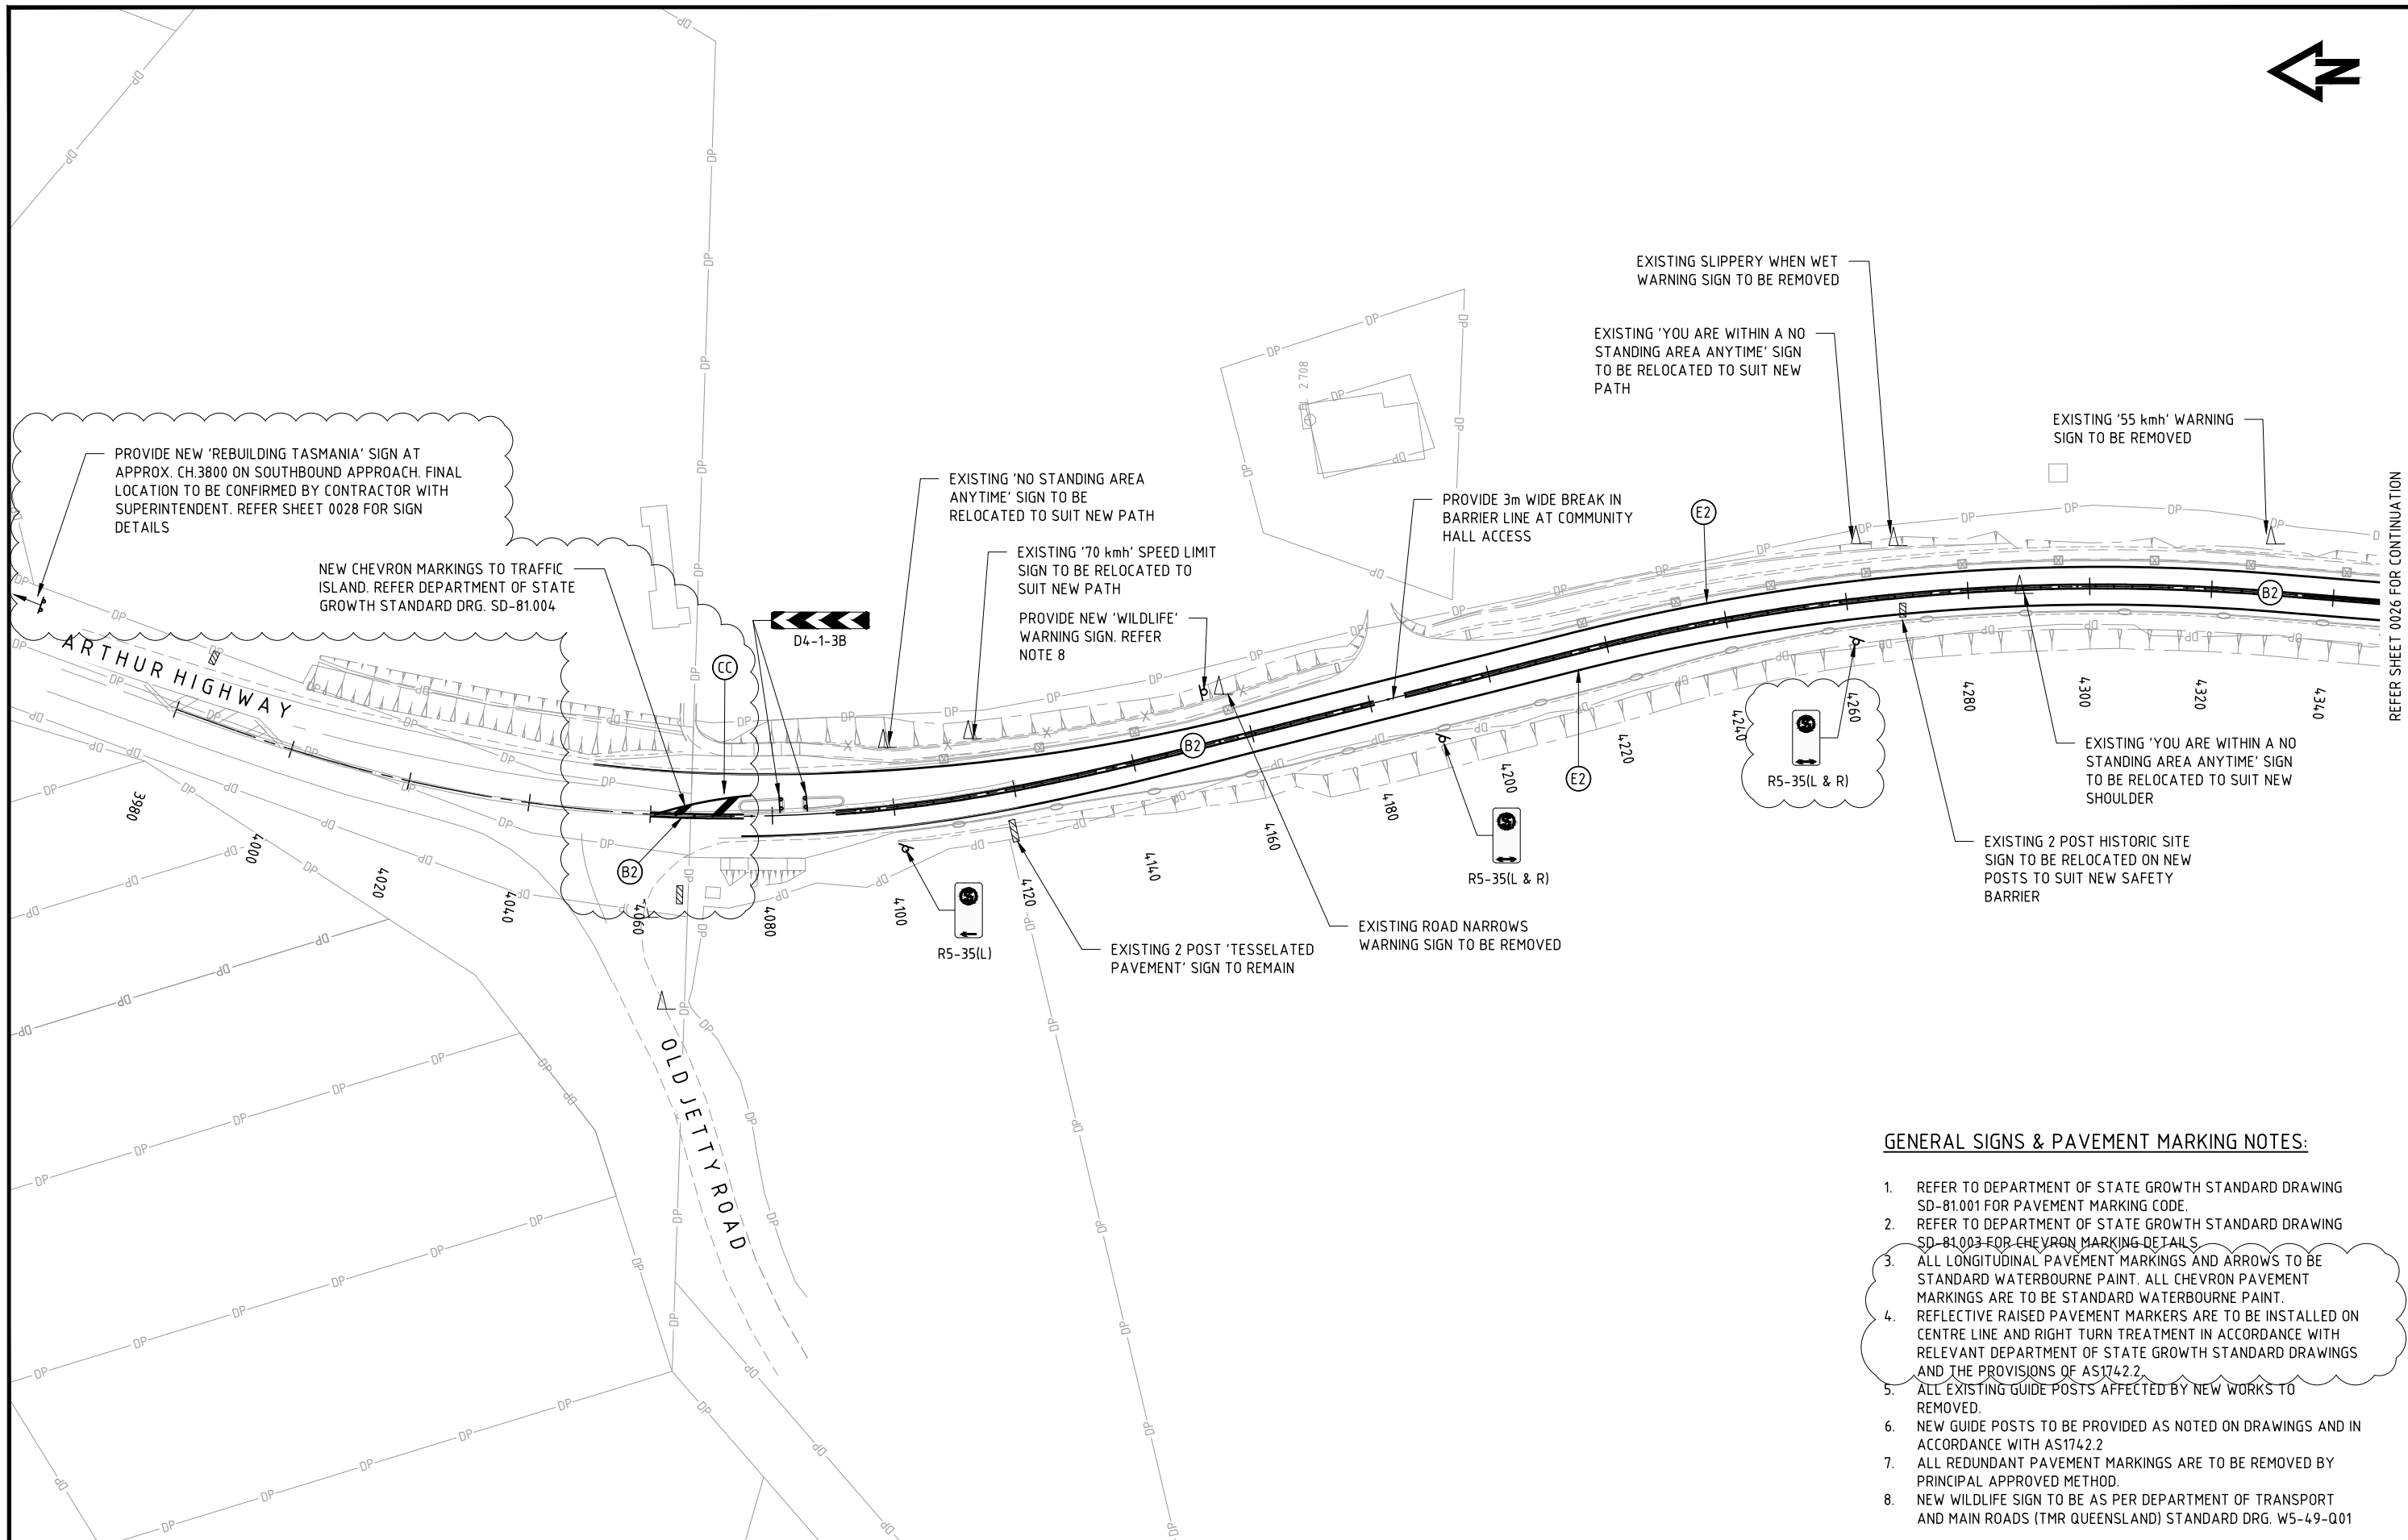 N
EXISTING SLIPPERY WHEN WET
WARNING SIGN TO BE REMOVED
EXISTING 'YOU ARE WITHIN A NO
STANDING AREA ANYTIME' SIGN
TO BE RELOCATED TO SUIT NEW
PATH
EXISTING '55 kmh' WARNING
SIGN TO BE REMOVED
PROVIDE NEW 'REBUILDING TASMANIA' SIGN AT
APPROX. CH.3800 ON SOUTHBOUND APPROACH. FINAL
LOCATION TO BE CONFIRMED BY CONTRACTOR WITH
SUPERINTENDENT. REFER SHEET 0028 FOR SIGN
DETAILS
NEW CHEVRON MARKINGS TO TRAFFIC
ISLAND. REFER DEPARTMENT OF STATE
GROWTH STANDARD DRG. SD-81.004
EXISTING 'NO STANDING AREA
ANYTIME' SIGN TO BE
RELOCATED TO SUIT NEW PATH
EXISTING '70 kmh' SPEED LIMIT
SIGN TO BE RELOCATED TO
SUIT NEW PATH
PROVIDE NEW 'WILDLIFE'
WARNING SIGN. REFER
NOTE 8
PROVIDE 3m WIDE BREAK IN
BARRIER LINE AT COMMUNITY
HALL ACCESS
2.708
D4-1-3B
CC
E2
B2
B2
E2
B2
ARTHUR HIGHWAY
OLD JETTY ROAD
3980
4000
4020
4040
4060
4080
4100
4120
4140
4160
4180
4200
4220
4240
4260
4280
4300
4320
4340
R5-35(L)
R5-35(L & R)
R5-35(L & R)
EXISTING 2 POST 'TESSELATED
PAVEMENT' SIGN TO REMAIN
EXISTING ROAD NARROWS
WARNING SIGN TO BE REMOVED
EXISTING 'YOU ARE WITHIN A NO
STANDING AREA ANYTIME' SIGN
TO BE RELOCATED TO SUIT NEW
SHOULDER
EXISTING 2 POST HISTORIC SITE
SIGN TO BE RELOCATED ON NEW
POSTS TO SUIT NEW SAFETY
BARRIER
REFER SHEET 0026 FOR CONTINUATION
GENERAL SIGNS & PAVEMENT MARKING NOTES:
1. REFER TO DEPARTMENT OF STATE GROWTH STANDARD DRAWING
SD-81.001 FOR PAVEMENT MARKING CODE.
2. REFER TO DEPARTMENT OF STATE GROWTH STANDARD DRAWING
SD-81.003 FOR CHEVRON MARKING DETAILS.
3. ALL LONGITUDINAL PAVEMENT MARKINGS AND ARROWS TO BE
STANDARD WATERBOURNE PAINT. ALL CHEVRON PAVEMENT
MARKINGS ARE TO BE STANDARD WATERBOURNE PAINT.
4. REFLECTIVE RAISED PAVEMENT MARKERS ARE TO BE INSTALLED ON
CENTRE LINE AND RIGHT TURN TREATMENT IN ACCORDANCE WITH
RELEVANT DEPARTMENT OF STATE GROWTH STANDARD DRAWINGS
AND THE PROVISIONS OF AS1742.2.
5. ALL EXISTING GUIDE POSTS AFFECTED BY NEW WORKS TO
REMOVED.
6. NEW GUIDE POSTS TO BE PROVIDED AS NOTED ON DRAWINGS AND IN
ACCORDANCE WITH AS1742.2
7. ALL REDUNDANT PAVEMENT MARKINGS ARE TO BE REMOVED BY
PRINCIPAL APPROVED METHOD.
8. NEW WILDLIFE SIGN TO BE AS PER DEPARTMENT OF TRANSPORT
AND MAIN ROADS (TMR QUEENSLAND) STANDARD DRG. W5-49-Q01